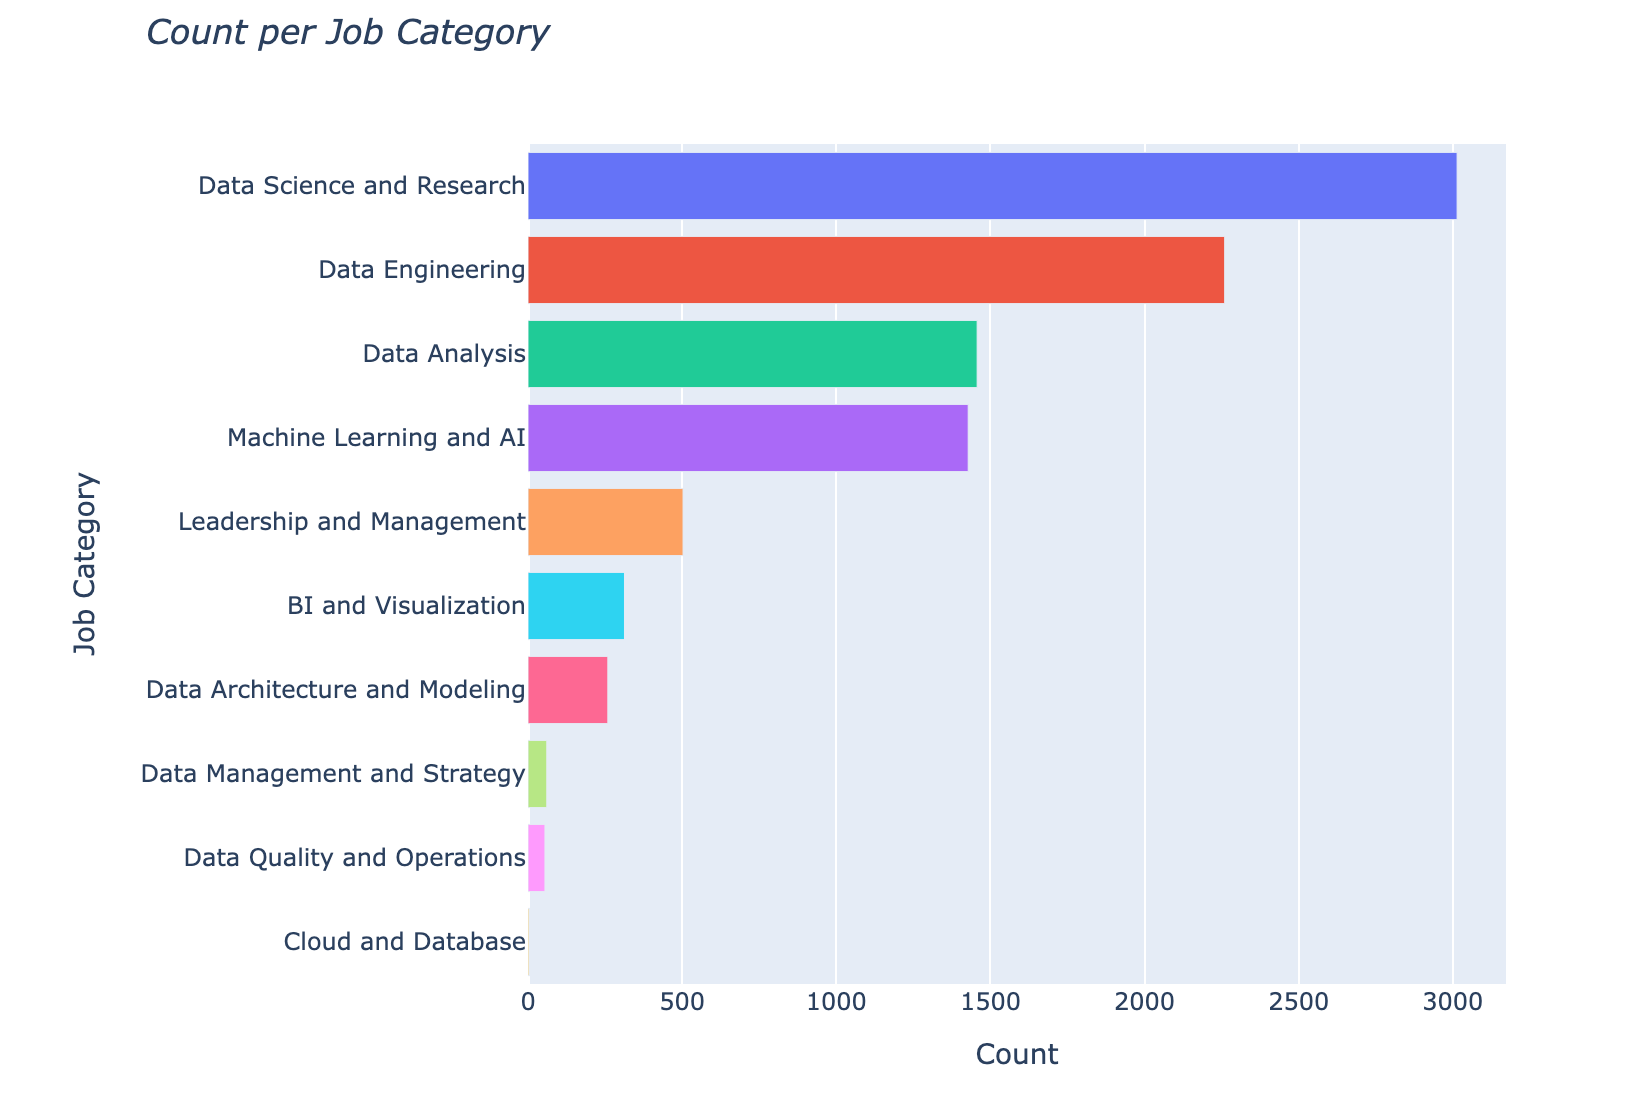 Count per Job Category
Data Science and Research
Data Engineering
Data Analysis
Machine Learning and AI
Leadership and Management
BI and Visualization
Data Architecture and Modeling
Data Management and Strategy
Data Quality and Operations
Cloud and Database
Job Category
0 500 1000 1500 2000 2500 3000
Count